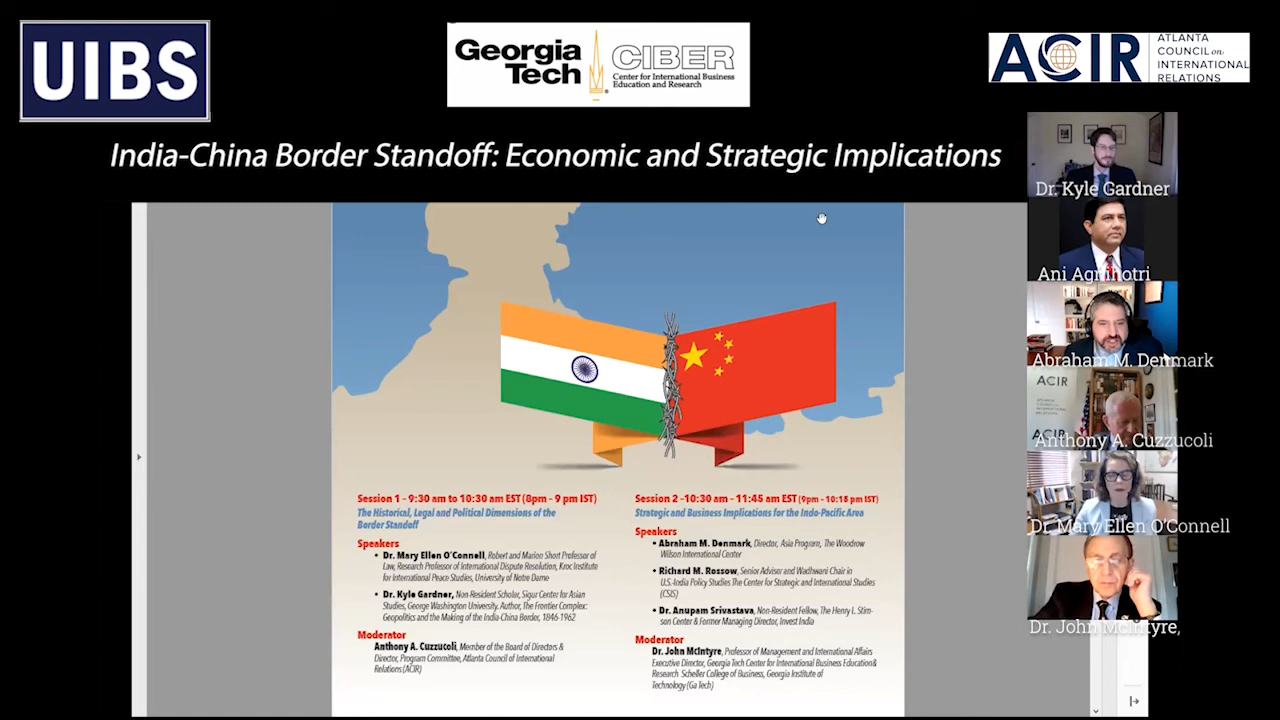 UIBS
Georgia
Tech
CIBER
Center for International Business
Education and Research
ACIR
ATLANTA
COUNCIL on
INTERNATIONAL
RELATIONS
India-China Border Standoff: Economic and Strategic Implications
Dr. Kyle Gardner
Ani Agnihotri
Abraham M. Denmark
ACIR
ATLANTA
COUNCIL on
INTERNATIONAL
RELATIONS
ACIR
Anthony A. Cuzzucoli
Dr. Mary Ellen O'Connell
Dr. John McIntyre,
Session 1 - 9:30 am to 10:30 am EST (8pm - 9 pm IST)
The Historical, Legal and Political Dimensions of the
Border Standoff
Speakers
• Dr. Mary Ellen O'Connell, Robert and Marion Short Professor of
Law, Research Professor of International Dispute Resolution, Kroc Institute
for International Peace Studies, University of Notre Dame
• Dr. Kyle Gardner, Non-Resident Scholar, Sigur Center for Asian
Studies, George Washington University. Author, The Frontier Complex:
Geopolitics and the Making of the India-China Border, 1846-1962
Moderator
Anthony A. Cuzzucoli, Member of the Board of Directors &
Director, Program Committee, Atlanta Council of International
Relations (ACIR)
Session 2 -10:30 am - 11:45 am EST (9pm - 10:15 pm IST)
Strategic and Business Implications for the Indo-Pacific Area
Speakers
• Abraham M. Denmark, Director, Asia Program, The Woodrow
Wilson International Center
• Richard M. Rossow, Senior Adviser and Wadhwani Chair in
U.S.-India Policy Studies The Center for Strategic and International Studies
(CSIS)
• Dr. Anupam Srivastava, Non-Resident Fellow, The Henry L. Stim-
son Center & Former Managing Director, Invest India
Moderator
Dr. John McIntyre, Professor of Management and International Affairs
Executive Director, Georgia Tech Center for International Business Education&
Research Scheller College of Business, Georgia Institute of
Technology (Ga Tech)